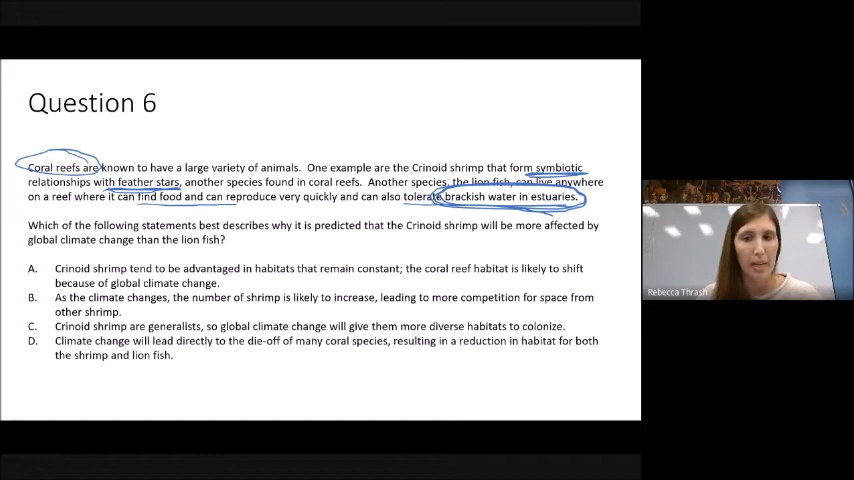 Question 6
Coral reefs are known to have a large variety of animals. One example are the Crinoid shrimp that form symbiotic
relationships with feather stars, another species found in coral reefs. Another species, the lion fish, can live anywhere
on a reef where it can find food and can reproduce very quickly and can also tolerate brackish water in estuaries.
Which of the following statements best describes why it is predicted that the Crinoid shrimp will be more affected by
global climate change than the lion fish?
A. Crinoid shrimp tend to be advantaged in habitats that remain constant; the coral reef habitat is likely to shift
because of global climate change.
B. As the climate changes, the number of shrimp is likely to increase, leading to more competition for space from
other shrimp.
C. Crinoid shrimp are generalists, so global climate change will give them more diverse habitats to colonize.
D. Climate change will lead directly to the die-off of many coral species, resulting in a reduction in habitat for both
the shrimp and lion fish.
Rebecca Thrash